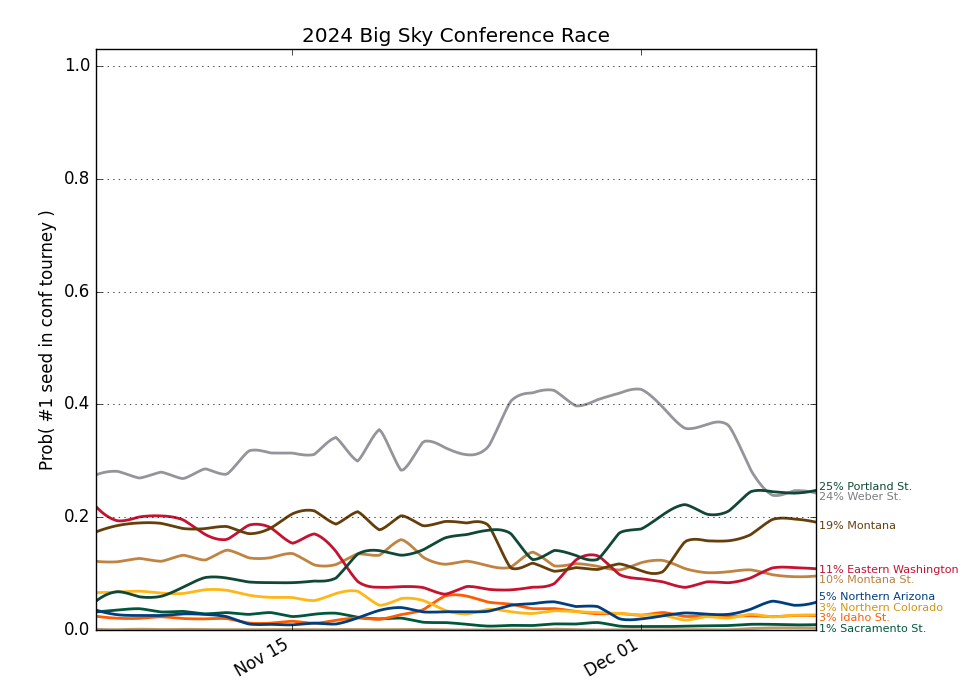 2024 Big Sky Conference Race
Prob( #1 seed in conf tourney )
1.0
0.8
0.6
0.4
0.2
0.0
Nov 15
Dec 01
25% Portland St.
24% Weber St.
19% Montana
11% Eastern Washington
10% Montana St.
5% Northern Arizona
3% Northern Colorado
3% Idaho St.
1% Sacramento St.